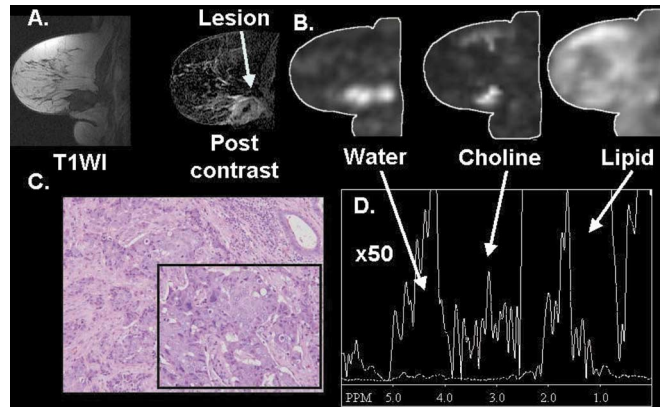 A.
Lesion
B.
T1WI
Post
contrast
Water
Choline
Lipid
C.
D.
x50
PPM 5.0 4.0 3.0 2.0 1.0